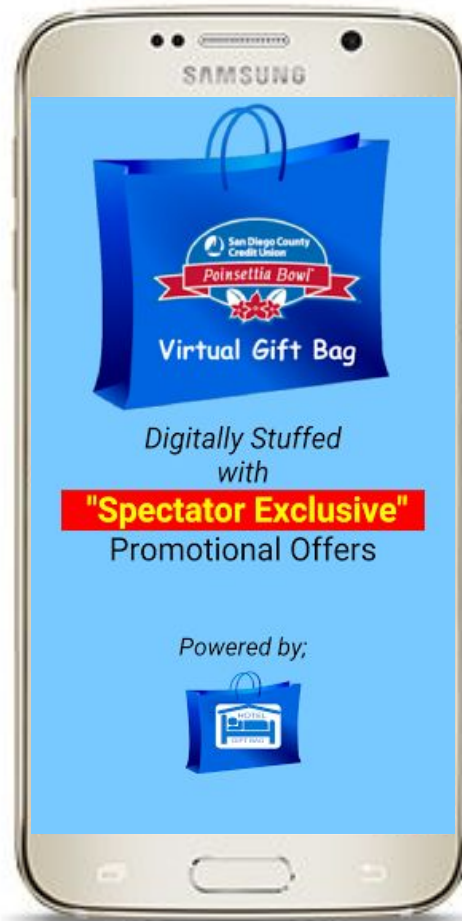 SAMSUNG
San Diego County
Credit Union
Poinsettia Bowl
Virtual Gift Bag
Digitally Stuffed
with
"Spectator Exclusive"
Promotional Offers
Powered by;
HOTEL
GIFT BAG